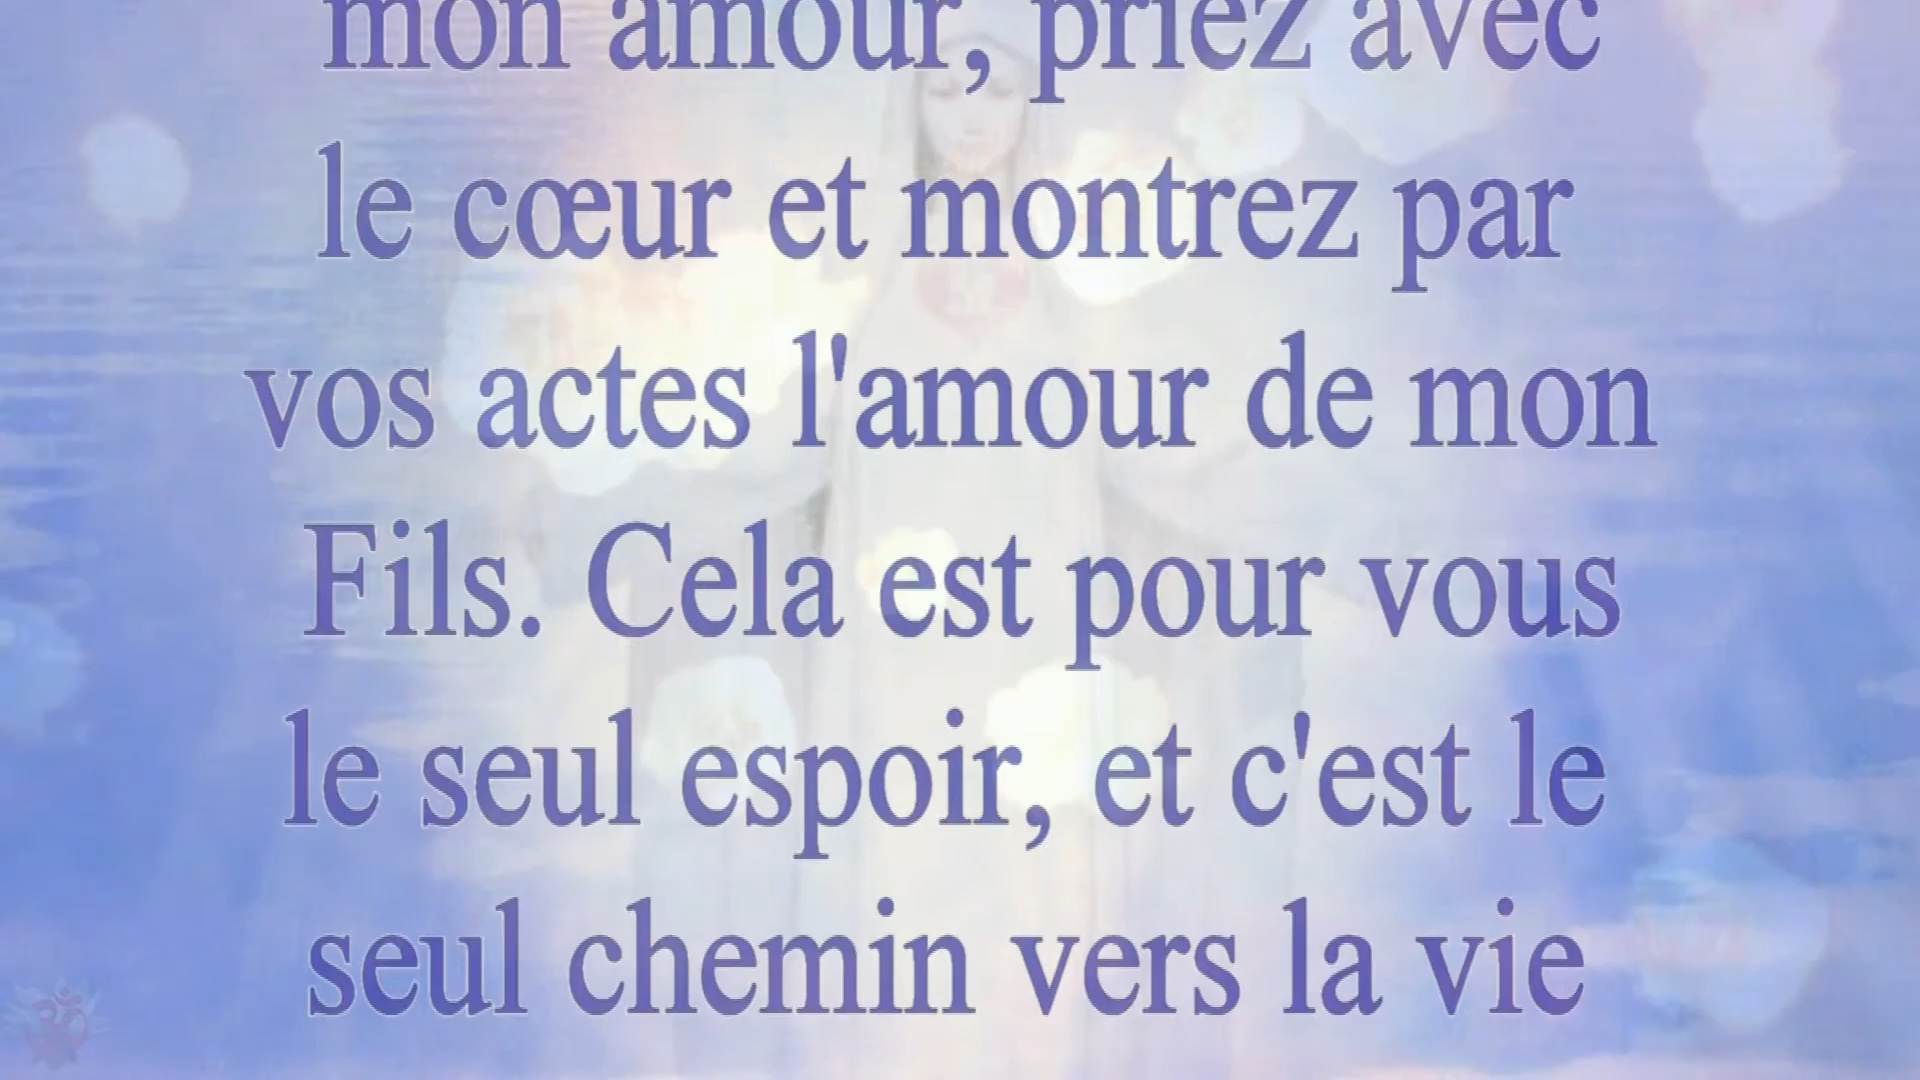 mon amour, priez avec
le cœur et montrez par
vos actes l'amour de mon
Fils. Cela est pour vous
le seul espoir, et c'est le
seul chemin vers la vie